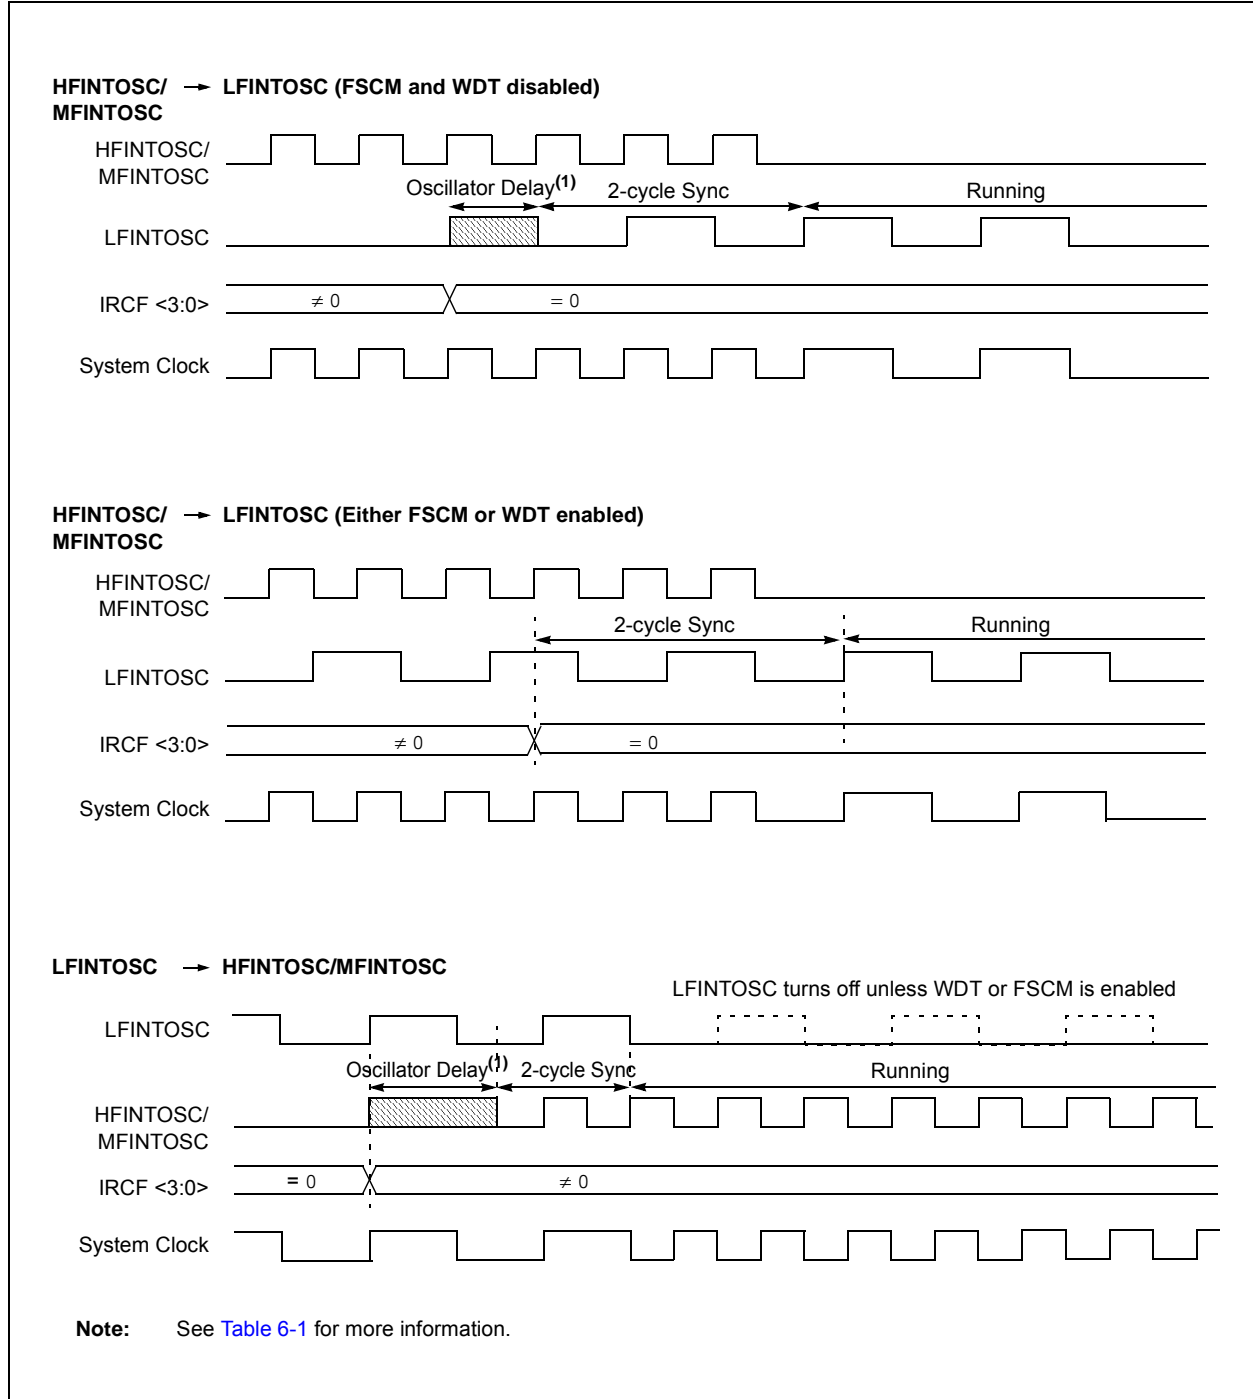 HFINTOSC/ → LFINTOSC (FSCM and WDT disabled)
MFINTOSC
HFINTOSC/
MFINTOSC
Oscillator Delay(1) 2-cycle Sync Running
LFINTOSC
IRCF <3:0> ≠ 0 = 0
System Clock
HFINTOSC/ → LFINTOSC (Either FSCM or WDT enabled)
MFINTOSC
HFINTOSC/
MFINTOSC
2-cycle Sync Running
LFINTOSC
IRCF <3:0> ≠ 0 = 0
System Clock
LFINTOSC → HFINTOSC/MFINTOSC
LFINTOSC turns off unless WDT or FSCM is enabled
LFINTOSC
Oscillator Delay(1) 2-cycle Sync Running
HFINTOSC/
MFINTOSC
IRCF <3:0> = 0 ≠ 0
System Clock
Note: See Table 6-1 for more information.